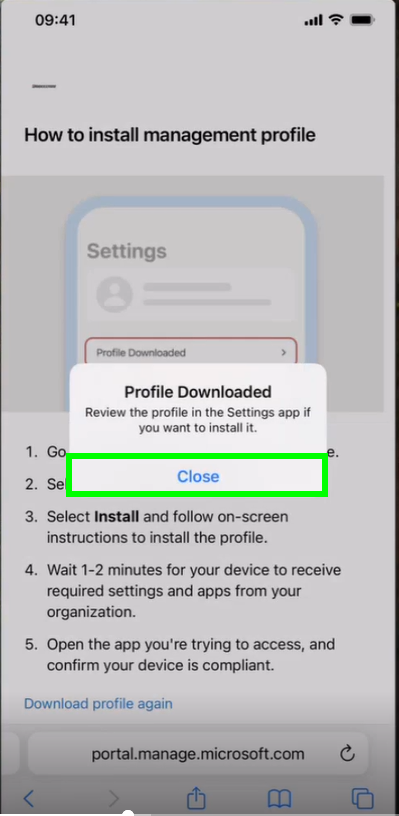 09:41
How to install management profile
Settings
Profile Downloaded
Profile Downloaded
Review the profile in the Settings app if
you want to install it.
Close
1. Go
e.
2. Sel
3. Select Install and follow on-screen
instructions to install the profile.
4. Wait 1-2 minutes for your device to receive
required settings and apps from your
organization.
5. Open the app you're trying to access, and
confirm your device is compliant.
Download profile again
portal.manage.microsoft.com